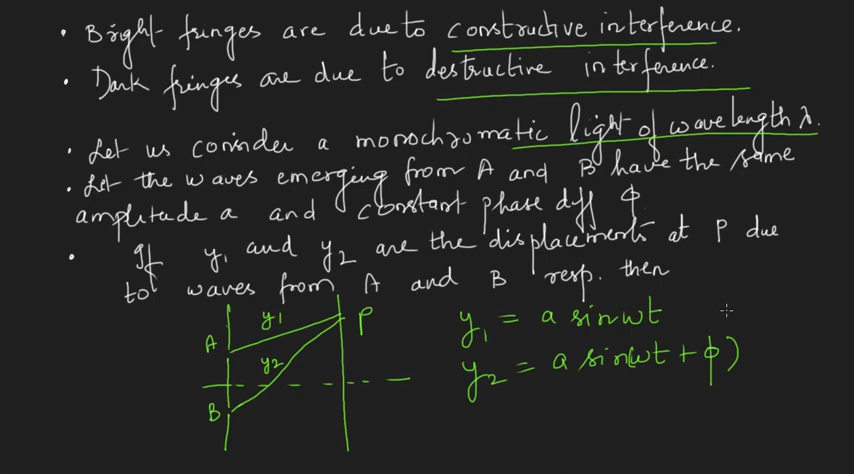 • Bright fringes are due to constructive interference.
• Dark fringes are due to destructive interference.
• Let us consider a monochromatic light of wavelength λ.
• Let the waves emerging from A and B have the same
amplitude a and constant phase diff φ
• If y₁ and y₂ are the displacements at P due
to waves from A and B resp. then
y₁ P y₁ = a sin ωt
A
y₂ y₂ = a sin(ωt + φ)
B